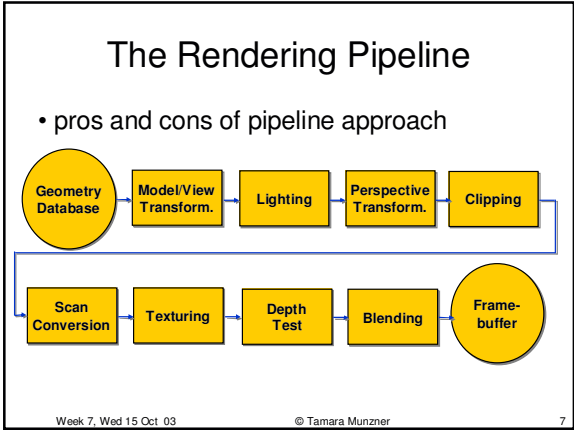 The Rendering Pipeline
• pros and cons of pipeline approach
Geometry
Database
Model/View
Transform.
Lighting
Perspective
Transform.
Clipping
Scan
Conversion
Texturing
Depth
Test
Blending
Frame-
buffer
Week 7, Wed 15 Oct 03
© Tamara Munzner
7